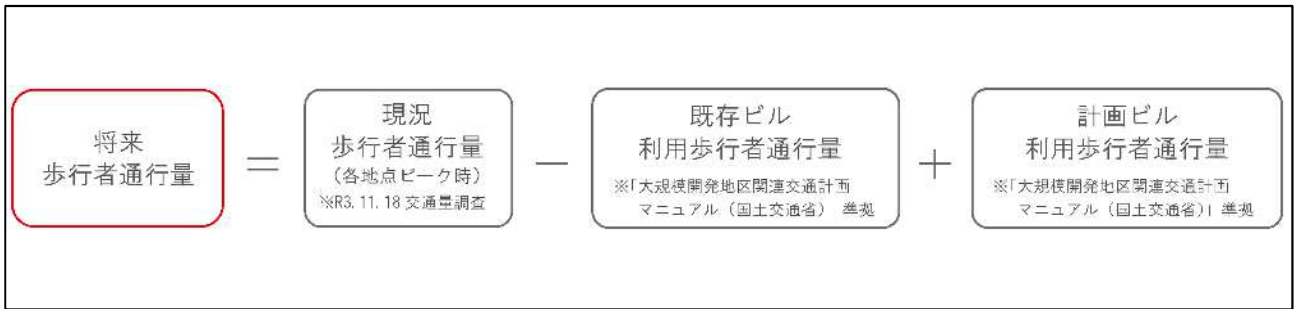 将来
歩行者通行量
=
現況
歩行者通行量
(各地点ピーク時)
※R3.11.18交通量調査
−
既存ビル
利用歩行者通行量
※「大規模開発地区関連交通計画
マニュアル(国土交通省) 準拠
+
計画ビル
利用歩行者通行量
※「大規模開発地区関連交通計画
マニュアル(国土交通省)」準拠